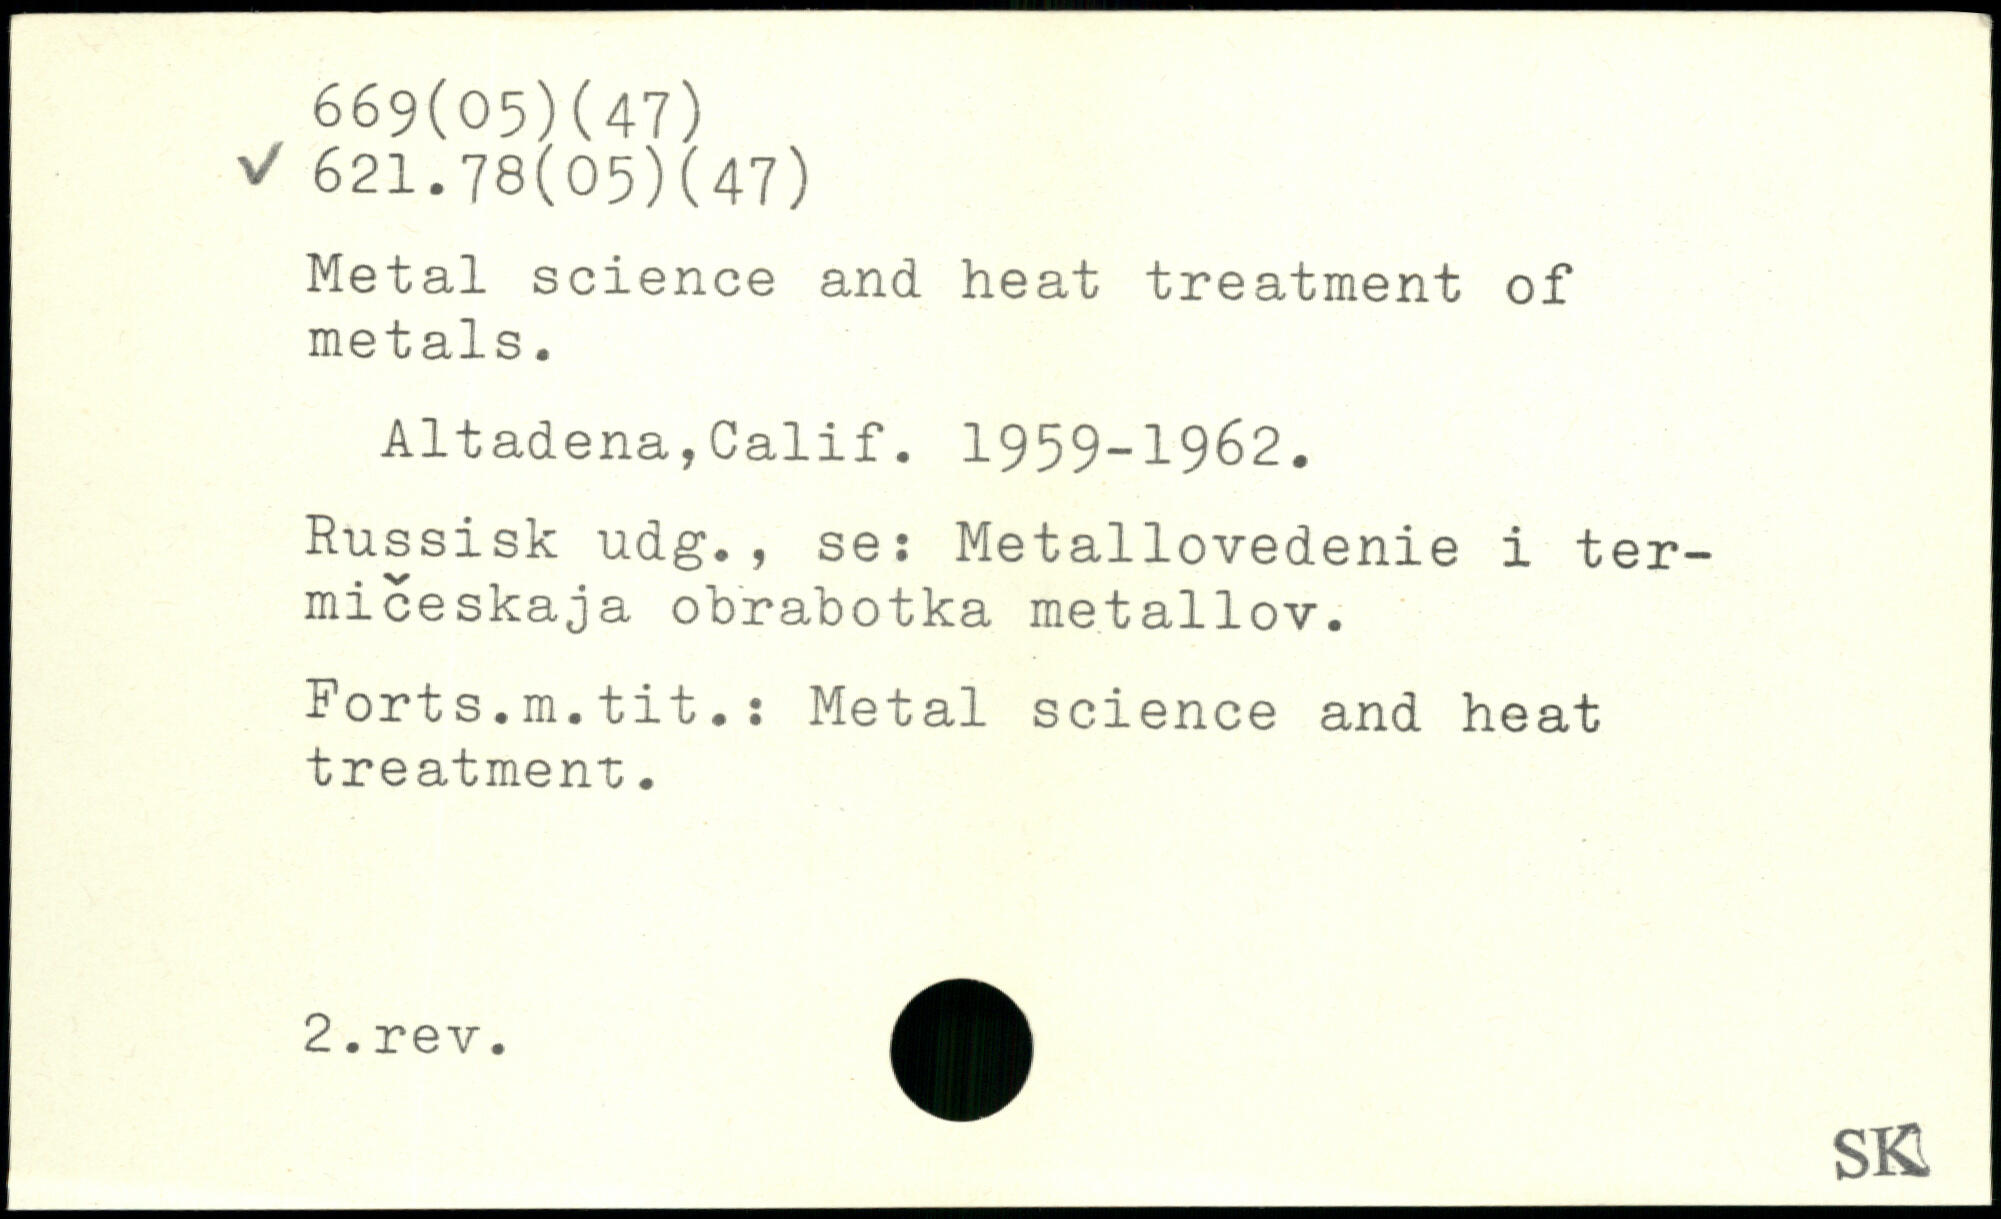 669(05)(47)
✓ 621.78(05)(47)
Metal science and heat treatment of
metals.
Altadena,Calif. 1959-1962.
Russisk udg., se: Metallovedenie i ter-
mičeskaja obrabotka metallov.
Forts.m.tit.: Metal science and heat
treatment.
2.rev.
SK